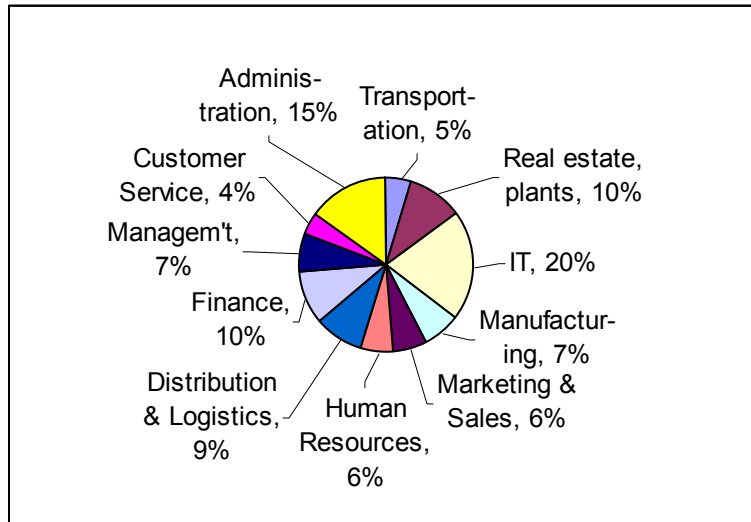 Adminis-
tration, 15%
Transport-
ation, 5%
Real estate,
plants, 10%
IT, 20%
Manufactur-
ing, 7%
Marketing &
Sales, 6%
Human
Resources,
6%
Distribution
& Logistics,
9%
Finance,
10%
Managem't,
7%
Customer
Service, 4%